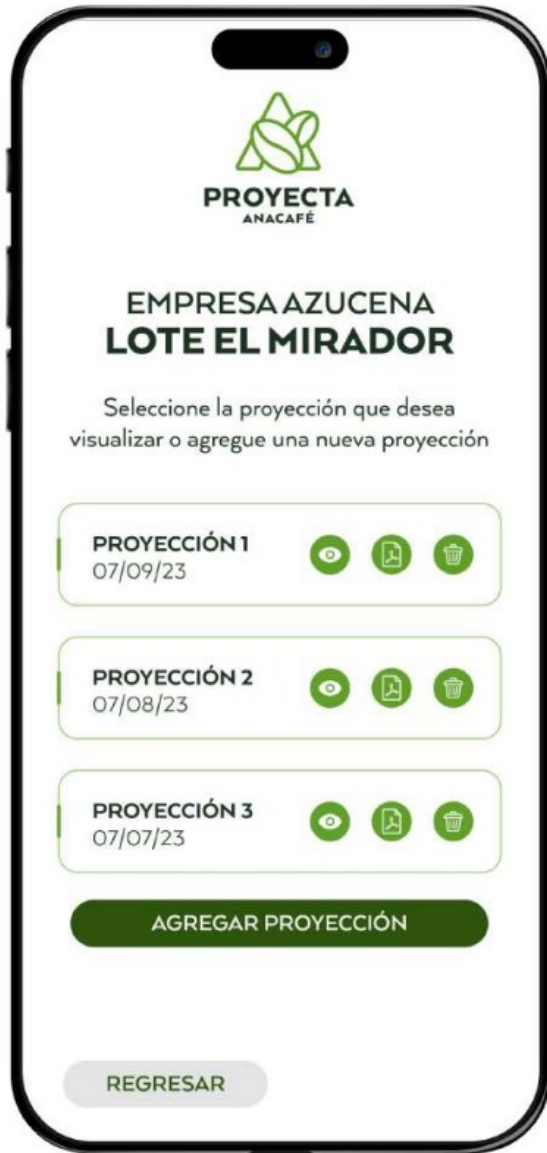 PROYECTA
ANACAFÉ
EMPRESA AZUCENA
LOTE EL MIRADOR
Seleccione la proyección que desea
visualizar o agregue una nueva proyección
PROYECCIÓN 1
07/09/23
PROYECCIÓN 2
07/08/23
PROYECCIÓN 3
07/07/23
AGREGAR PROYECCIÓN
REGRESAR